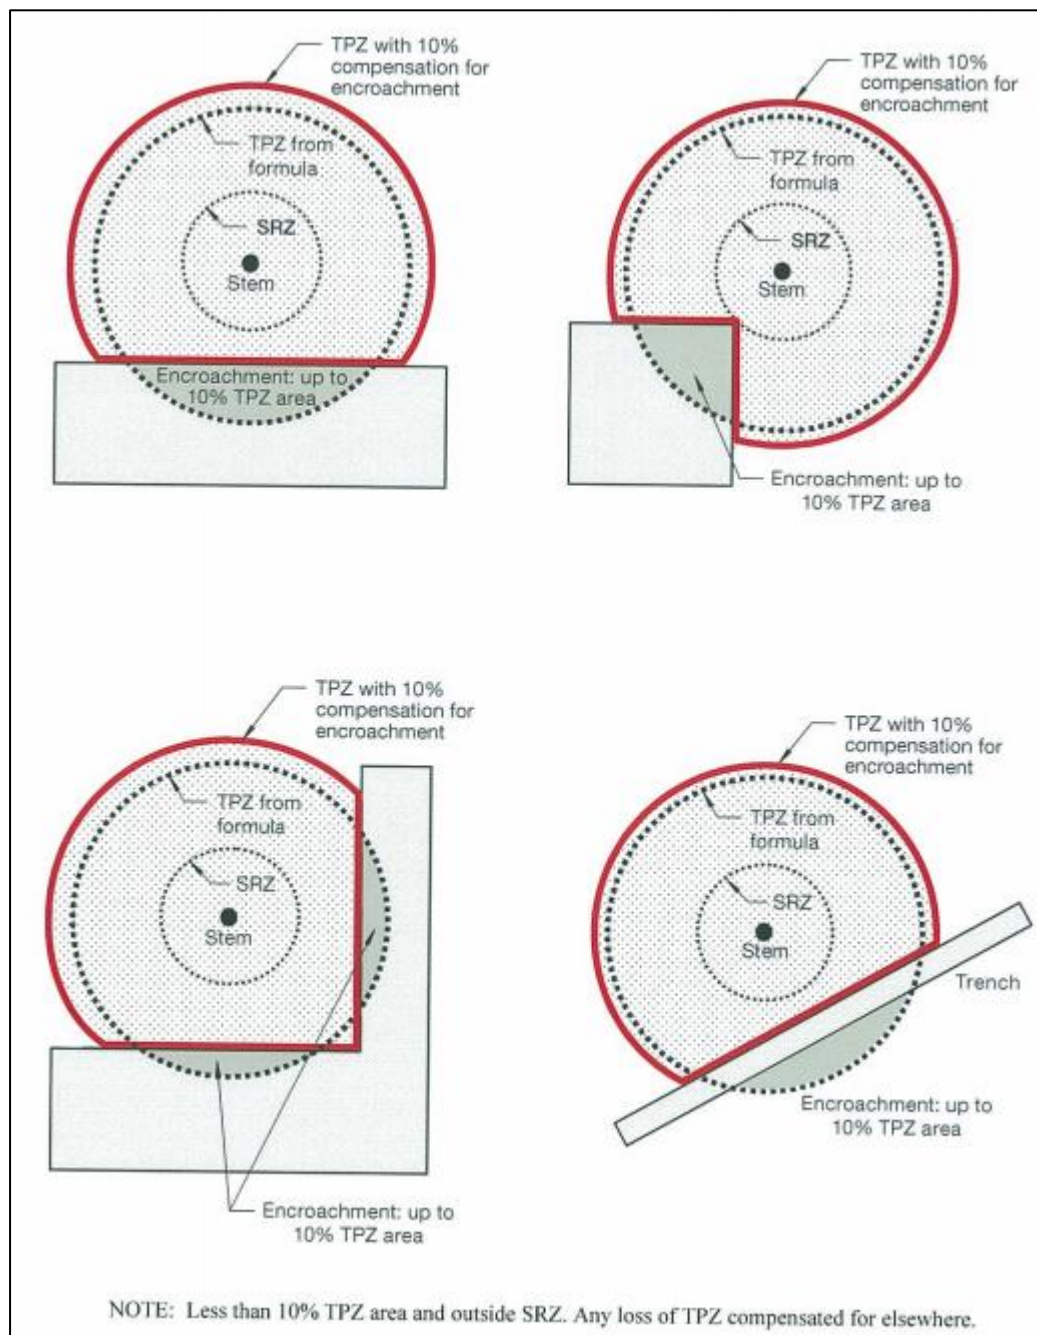 TPZ with 10%
compensation for
encroachment
TPZ from
formula
SRZ
Stem
Encroachment: up to
10% TPZ area
TPZ with 10%
compensation for
encroachment
TPZ from
formula
SRZ
Stem
Encroachment: up to
10% TPZ area
TPZ with 10%
compensation for
encroachment
TPZ from
formula
SRZ
Stem
Encroachment: up to
10% TPZ area
TPZ with 10%
compensation for
encroachment
TPZ from
formula
SRZ
Stem
Trench
Encroachment: up to
10% TPZ area
NOTE: Less than 10% TPZ area and outside SRZ. Any loss of TPZ compensated for elsewhere.